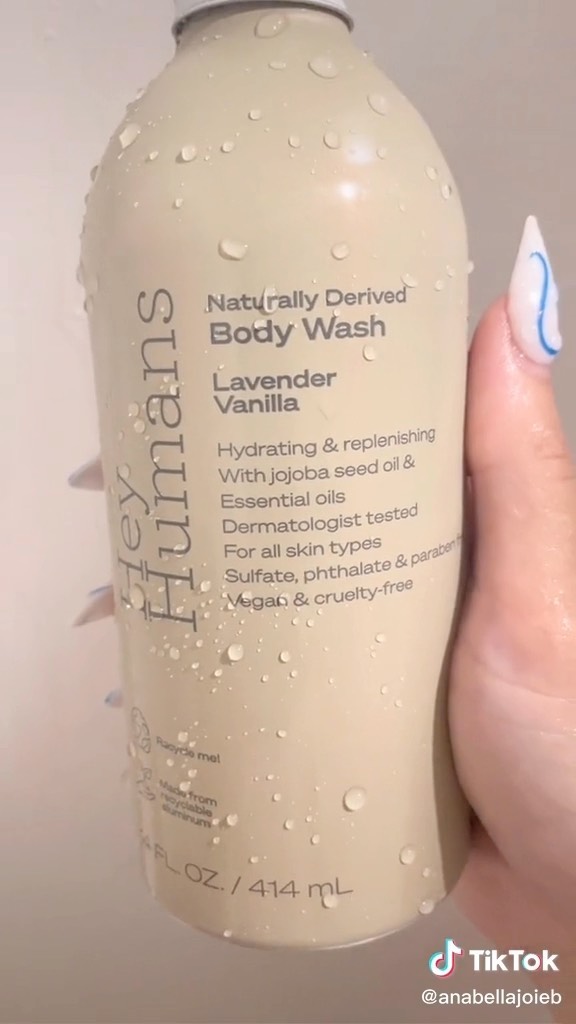 Hey
Humans
Naturally Derived
Body Wash
Lavender
Vanilla
Hydrating & replenishing
With jojoba seed oil &
Essential oils
Dermatologist tested
For all skin types
Sulfate, phthalate & paraben
Vegan & cruelty-free
Recycle me!
Made from
recyclable
aluminum
FL. OZ. / 414 mL
TikTok
@anabellajoieb